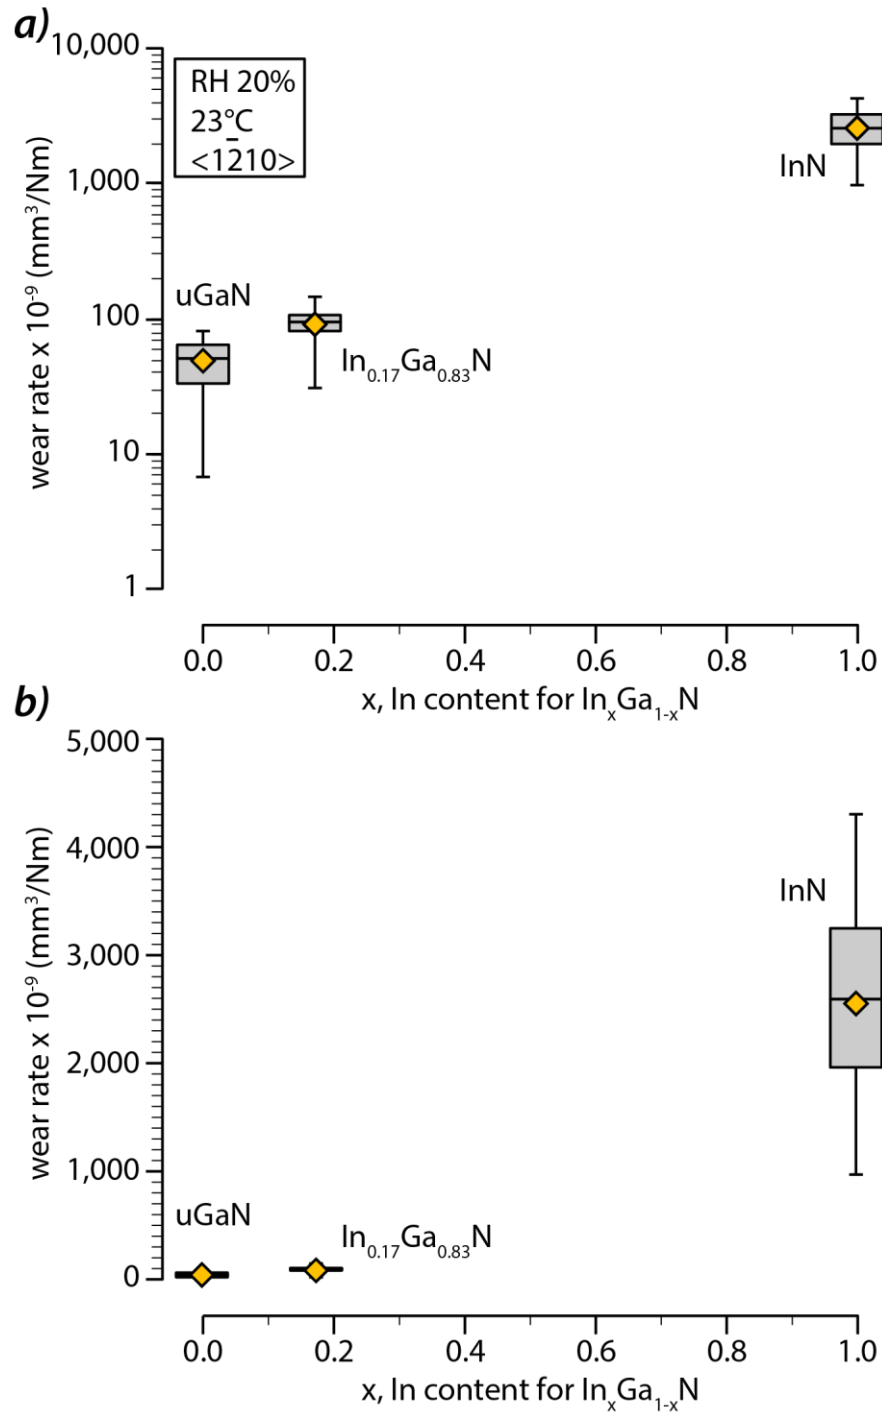 a)
10,000
RH 20%
23°C
<1̅2̅10>
1,000
InN
wear rate x 10⁻⁹ (mm³/Nm)
uGaN
100
In₀.₁₇Ga₀.₈₃N
10
1
0.0 0.2 0.4 0.6 0.8 1.0
x, In content for InₓGa₁₋ₓN
b)
5,000
4,000
InN
3,000
wear rate x 10⁻⁹ (mm³/Nm)
2,000
1,000
uGaN
In₀.₁₇Ga₀.₈₃N
0
0.0 0.2 0.4 0.6 0.8 1.0
x, In content for InₓGa₁₋ₓN